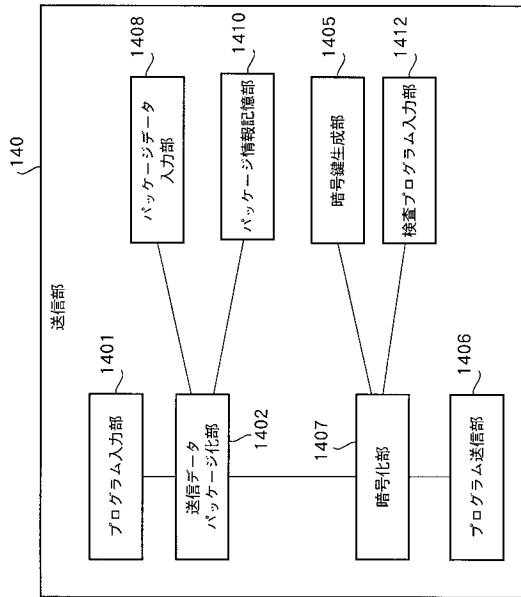 140
送信部
1401
プログラム入力部
1408
パッケージデータ
入力部
送信データ
パッケージ化部
1402
1410
パッケージ情報記憶部
1407
暗号化部
1405
暗号鍵生成部
1412
検査プログラム入力部
1406
プログラム送信部